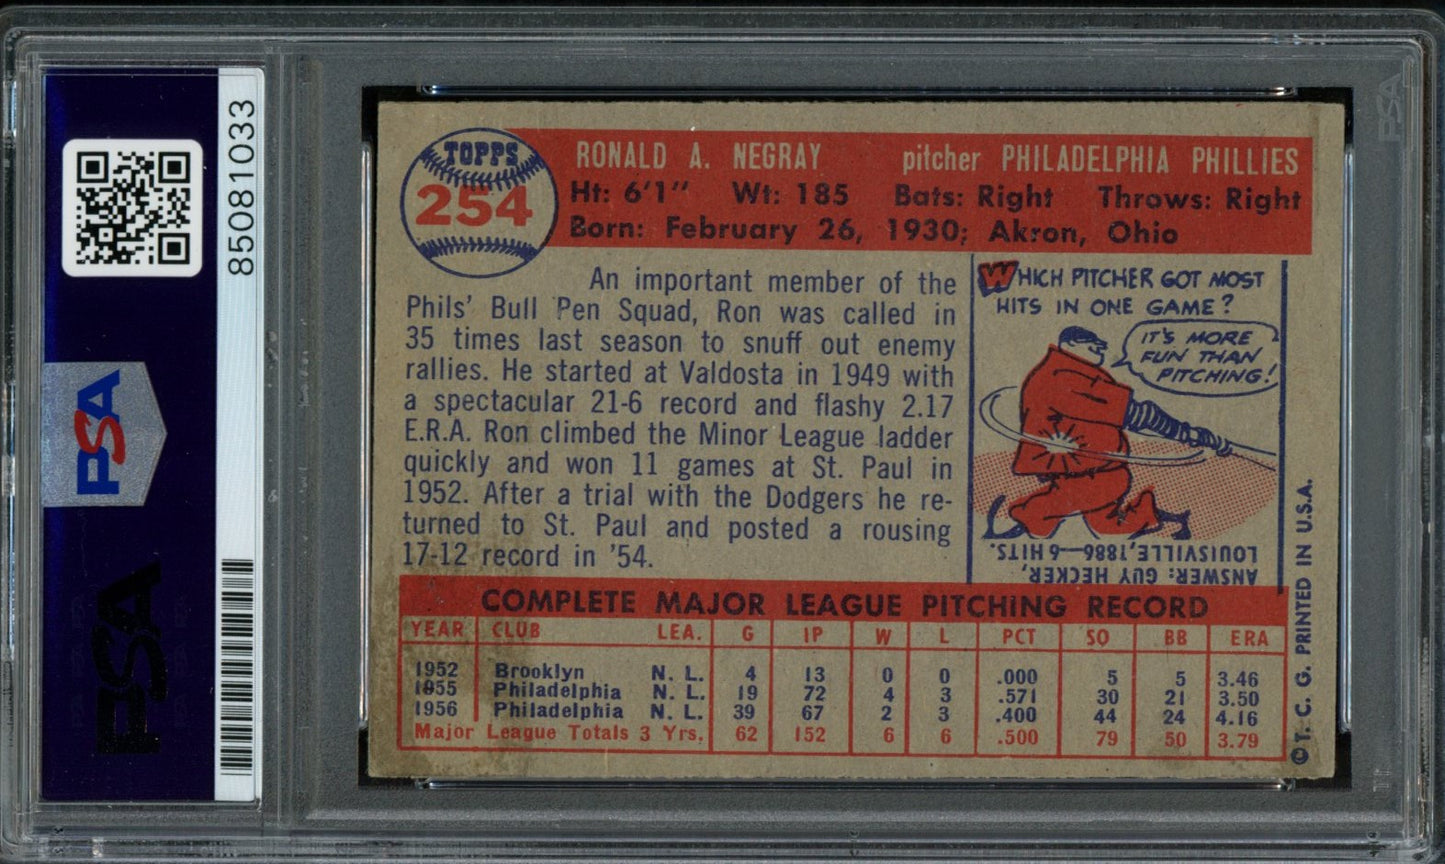 85081033
PSA
PSA
PSA
TOPPS
254
RONALD A. NEGRAY pitcher PHILADELPHIA PHILLIES
Ht: 6'1" Wt: 185 Bats: Right Throws: Right
Born: February 26, 1930; Akron, Ohio
An important member of the
Phils' Bull Pen Squad, Ron was called in
35 times last season to snuff out enemy
rallies. He started at Valdosta in 1949 with
a spectacular 21-6 record and flashy 2.17
E.R.A. Ron climbed the Minor League ladder
quickly and won 11 games at St. Paul in
1952. After a trial with the Dodgers he re-
turned to St. Paul and posted a rousing
17-12 record in '54.
WHICH PITCHER GOT MOST
HITS IN ONE GAME?
IT'S MORE
FUN THAN
PITCHING!
ANSWER: GUY HECKER,
LOUISVILLE, 1886—6 HITS.
COMPLETE MAJOR LEAGUE PITCHING RECORD
YEAR CLUB LEA. G IP W L PCT SO BB ERA
1952 Brooklyn N. L. 4 13 0 0 .000 5 5 3.46
1955 Philadelphia N. L. 19 72 4 3 .571 30 21 3.50
1956 Philadelphia N. L. 39 67 2 3 .400 44 24 4.16
Major League Totals 3 Yrs. 62 152 6 6 .500 79 50 3.79
©T. C. G. PRINTED IN U.S.A.